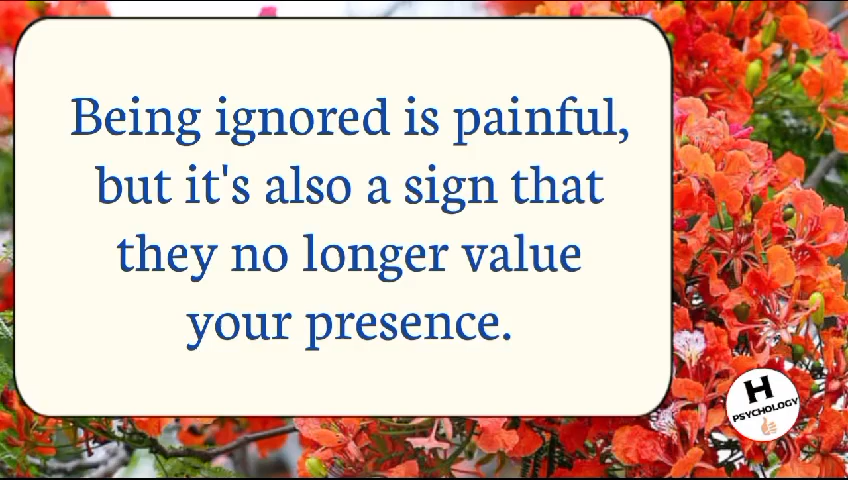 Being ignored is painful,
but it's also a sign that
they no longer value
your presence.
H
PSYCHOLOGY